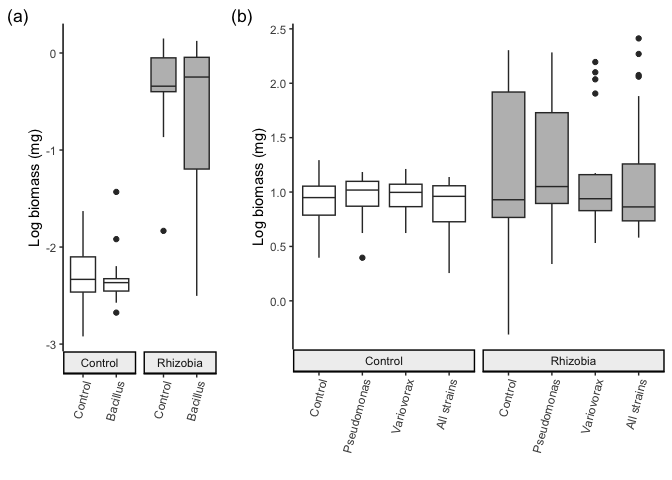 (a)
Log biomass (mg)
0
-1
-2
-3
Control
Rhizobia
Control
Bacillus
Control
Bacillus
(b)
Log biomass (mg)
2.5
2.0
1.5
1.0
0.5
0.0
Control
Rhizobia
Control
Pseudomonas
Variovorax
All strains
Control
Pseudomonas
Variovorax
All strains